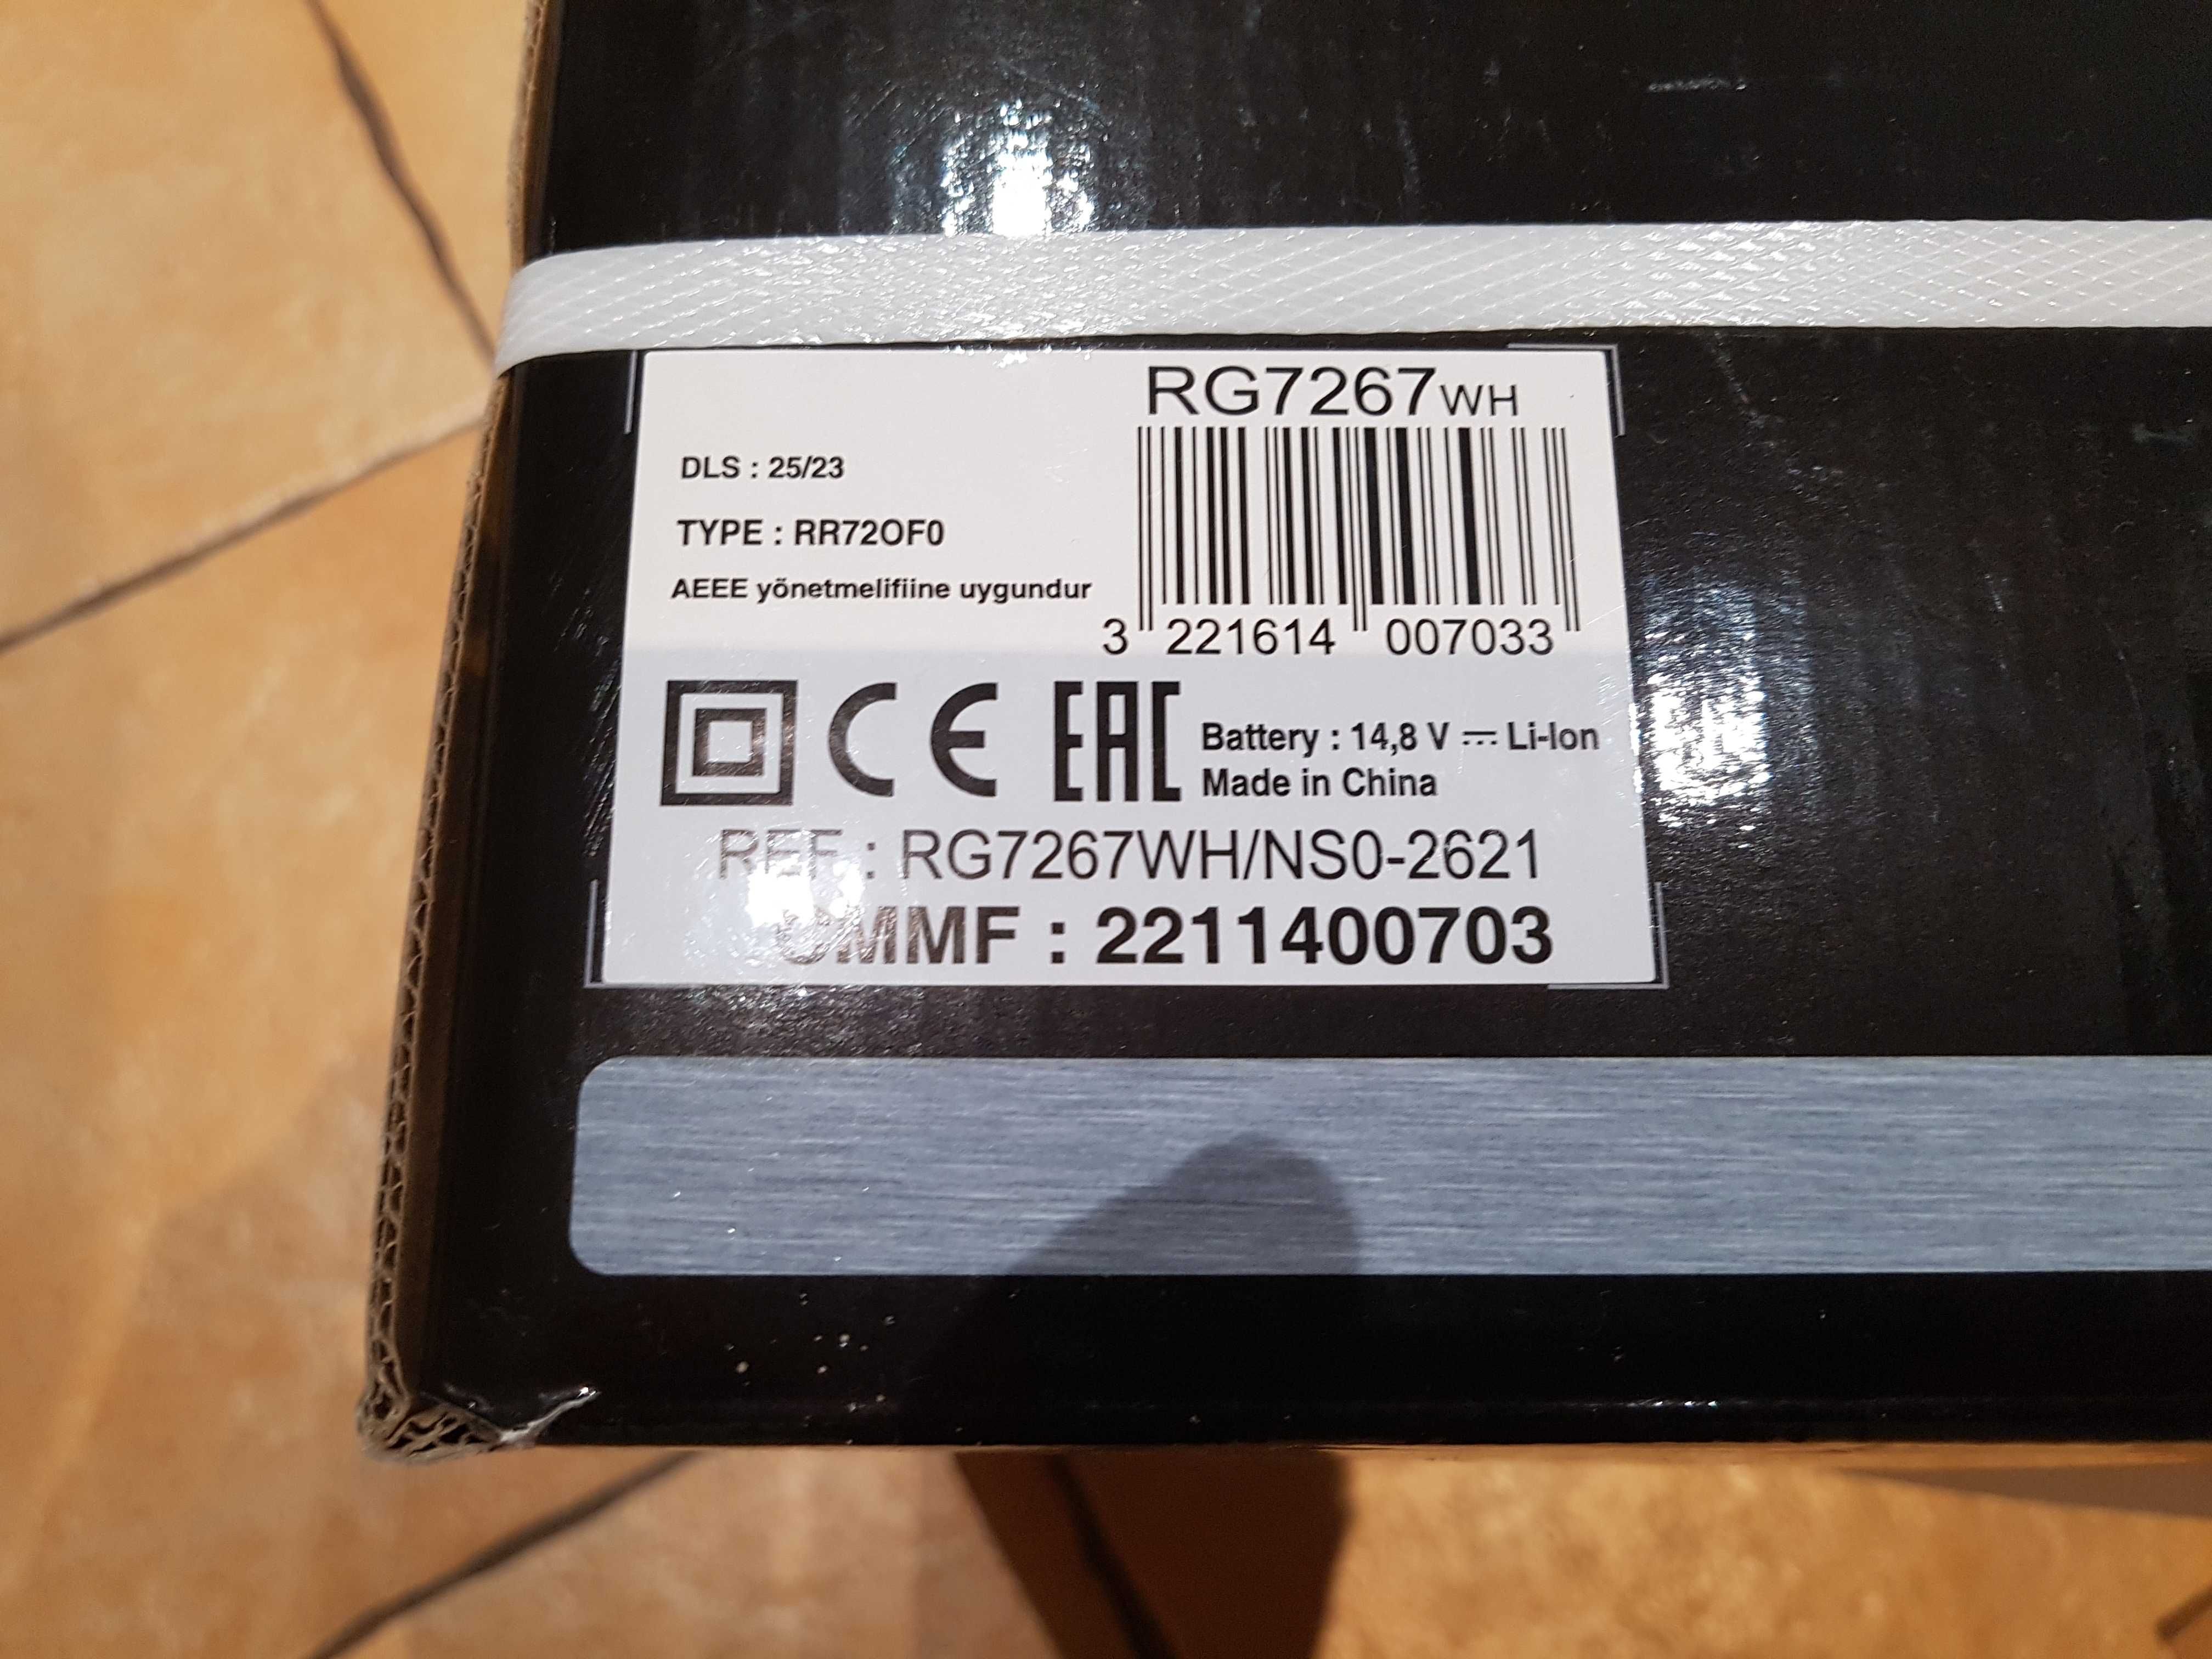 RG7267WH
DLS : 25/23
TYPE : RR72OF0
AEEE yönetmelifiine uygundur
3 221614 007033
CE EAC
Battery : 14,8 V ⎓ Li-Ion
Made in China
REF. : RG7267WH/NS0-2621
CMMF : 2211400703